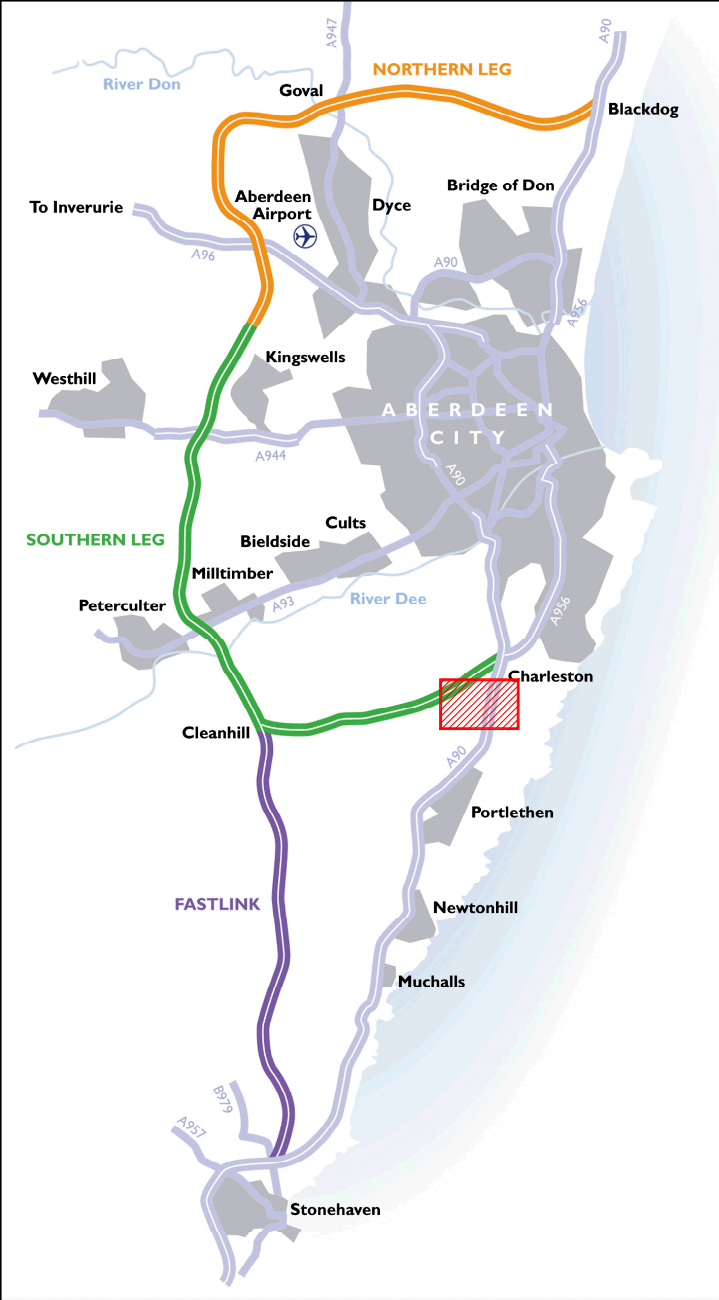 A947
A90
NORTHERN LEG
River Don
Goval
Blackdog
Bridge of Don
Aberdeen
Airport
To Inverurie
Dyce
A96
A90
A956
Kingswells
Westhill
ABERDEEN
CITY
A944
A90
Cults
SOUTHERN LEG
Bieldside
Milltimber
Peterculter
A93
River Dee
A956
Charleston
Cleanhill
A90
Portlethen
FASTLINK
Newtonhill
Muchalls
B979
A957
Stonehaven